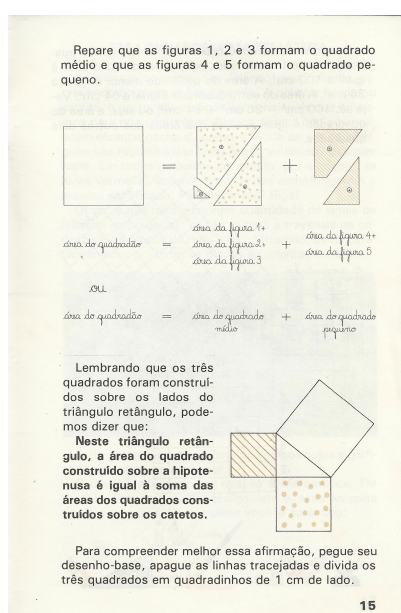 Repare que as figuras 1, 2 e 3 formam o quadrado
médio e que as figuras 4 e 5 formam o quadrado pe-
queno.
= +
área do quadradão = área da figura 1+ + área da figura 4+
área da figura 2+ área da figura 5
área da figura 3
ou
área do quadradão = área do quadrado + área do quadrado
médio pequeno
Lembrando que os três
quadrados foram construí-
dos sobre os lados do
triângulo retângulo, pode-
mos dizer que:
Neste triângulo retân-
gulo, a área do quadrado
construído sobre a hipote-
nusa é igual à soma das
áreas dos quadrados cons-
truídos sobre os catetos.
Para compreender melhor essa afirmação, pegue seu
desenho-base, apague as linhas tracejadas e divida os
três quadrados em quadradinhos de 1 cm de lado.
15